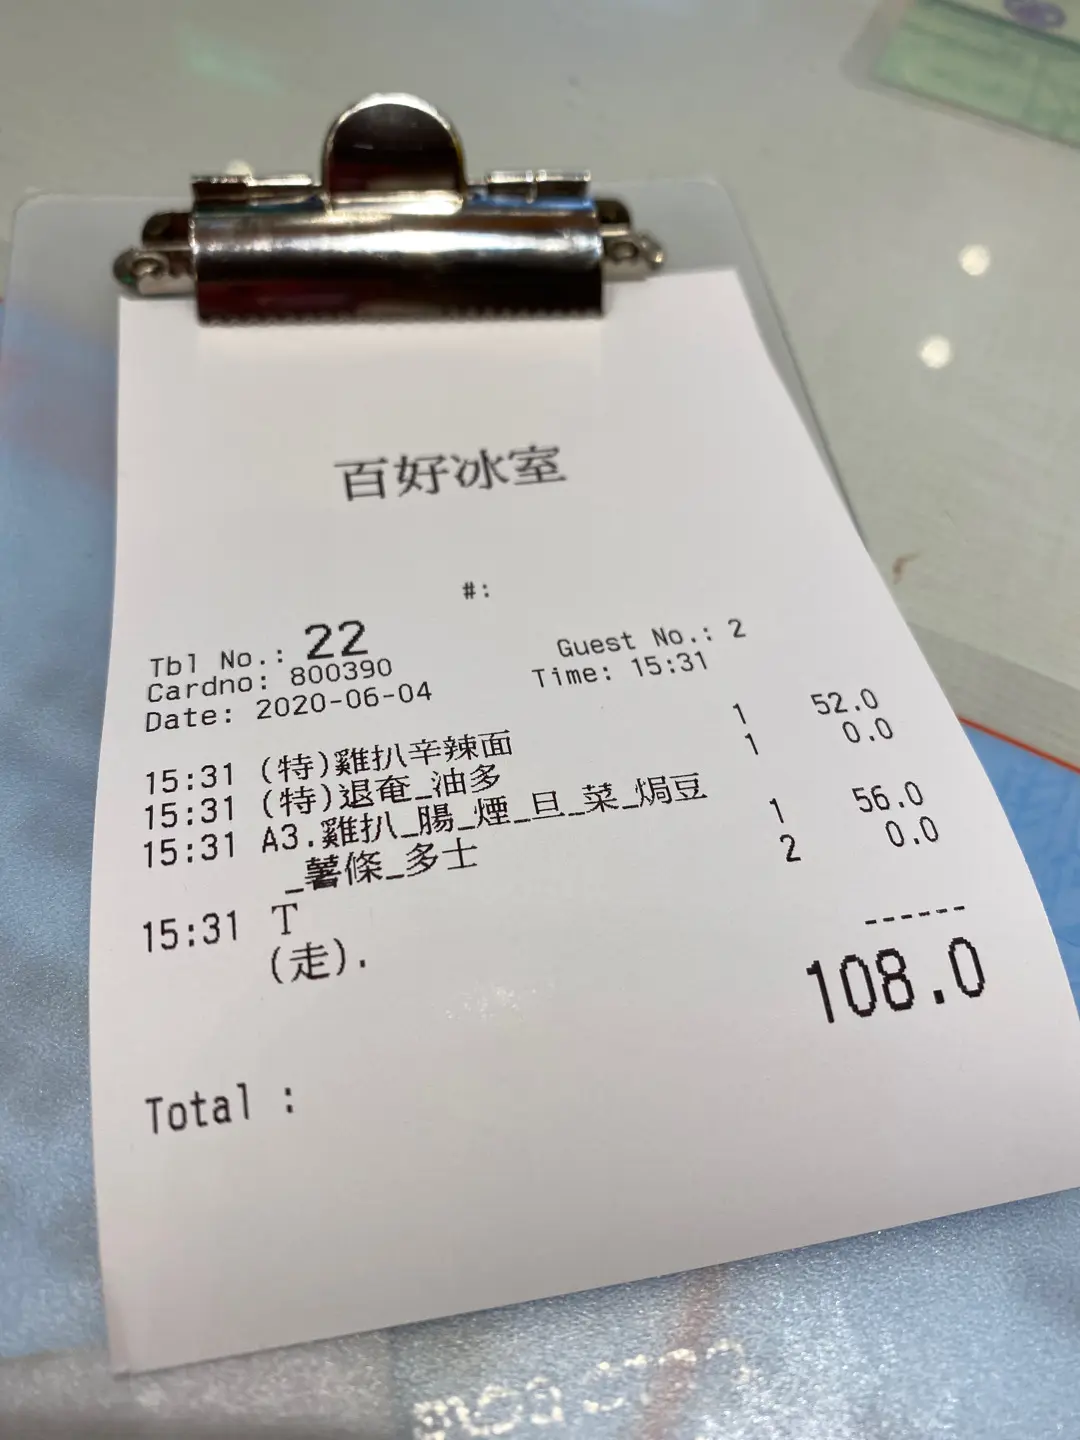 百好冰室
#:
Tbl No.: 22 Guest No.: 2
Cardno: 800390 Time: 15:31
Date: 2020-06-04
15:31 (特)雞扒辛辣面 1 52.0
15:31 (特)退奄_油多 1 0.0
15:31 A3.雞扒_腸_煙_旦_菜_焗豆 1 56.0
_薯條_多士
15:31 T 2 0.0
(走).
------
108.0
Total :